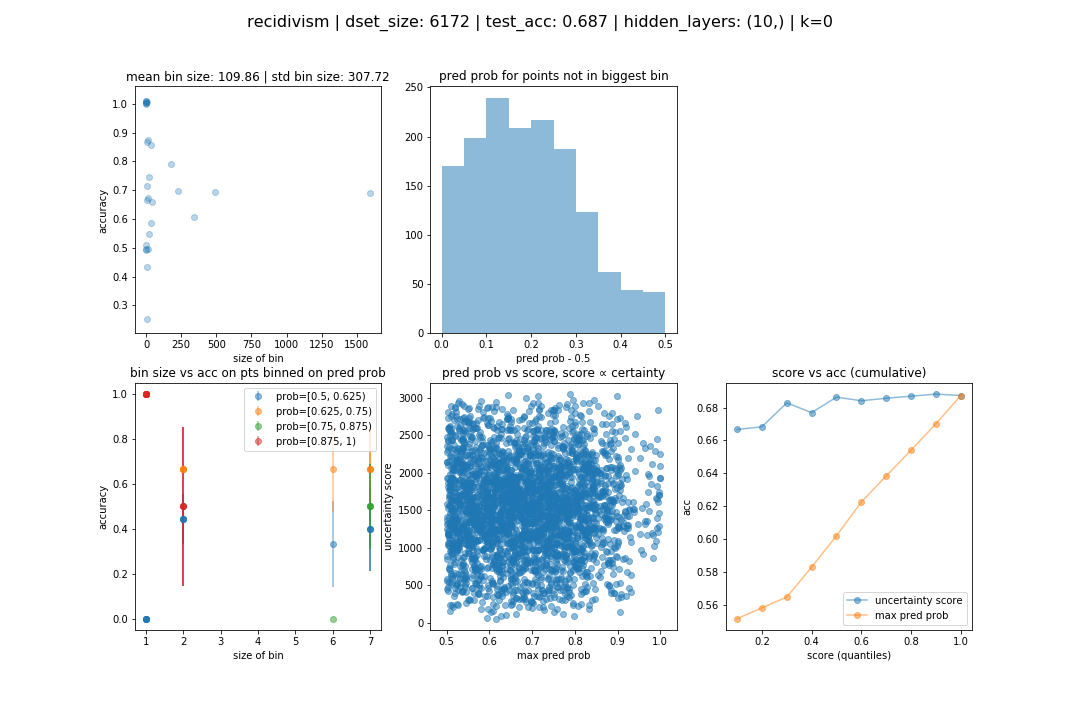 recidivism | dset_size: 6172 | test_acc: 0.687 | hidden_layers: (10,) | k=0
mean bin size: 109.86 | std bin size: 307.72
1.0
0.9
0.8
0.7
0.6
0.5
0.4
0.3
accuracy
0 250 500 750 1000 1250 1500
size of bin
pred prob for points not in biggest bin
250
200
150
100
50
0
0.0 0.1 0.2 0.3 0.4 0.5
pred prob - 0.5
bin size vs acc on pts binned on pred prob
prob=[0.5, 0.625)
prob=[0.625, 0.75)
prob=[0.75, 0.875)
prob=[0.875, 1)
1.0
0.8
0.6
0.4
0.2
0.0
accuracy
1 2 3 4 5 6 7
size of bin
pred prob vs score, score ∝ certainty
3000
2500
2000
1500
1000
500
0
uncertainty score
0.5 0.6 0.7 0.8 0.9 1.0
max pred prob
score vs acc (cumulative)
0.68
0.66
0.64
0.62
0.60
0.58
0.56
acc
uncertainty score
max pred prob
0.2 0.4 0.6 0.8 1.0
score (quantiles)